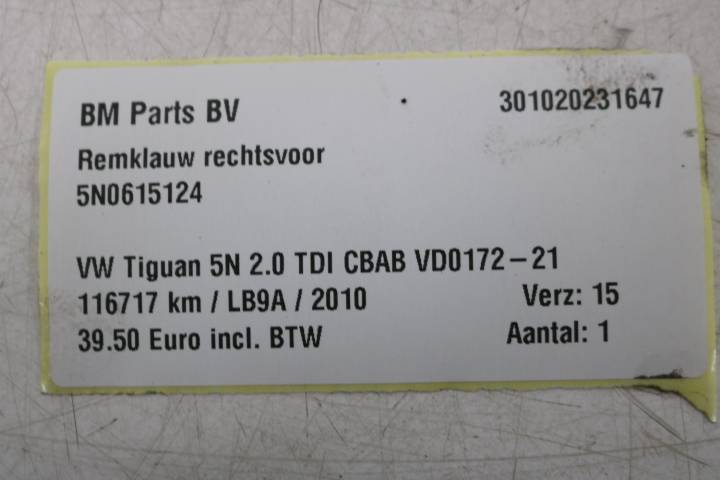 BM Parts BV 301020231647
Remklauw rechtsvoor
5N0615124
VW Tiguan 5N 2.0 TDI CBAB VD0172-21
116717 km / LB9A / 2010 Verz: 15
39.50 Euro incl. BTW Aantal: 1